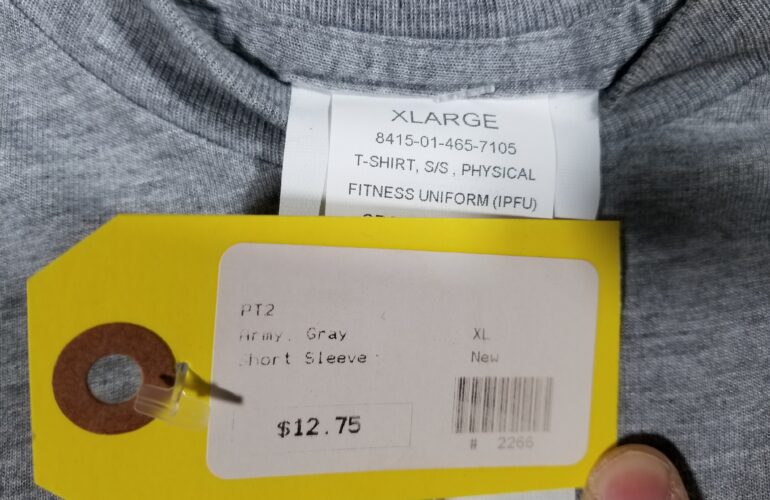 XLARGE
8415-01-465-7105
T-SHIRT, S/S, PHYSICAL
FITNESS UNIFORM (IPFU)
PT2
Army, Gray XL
Short Sleeve New
$12.75
# 2266